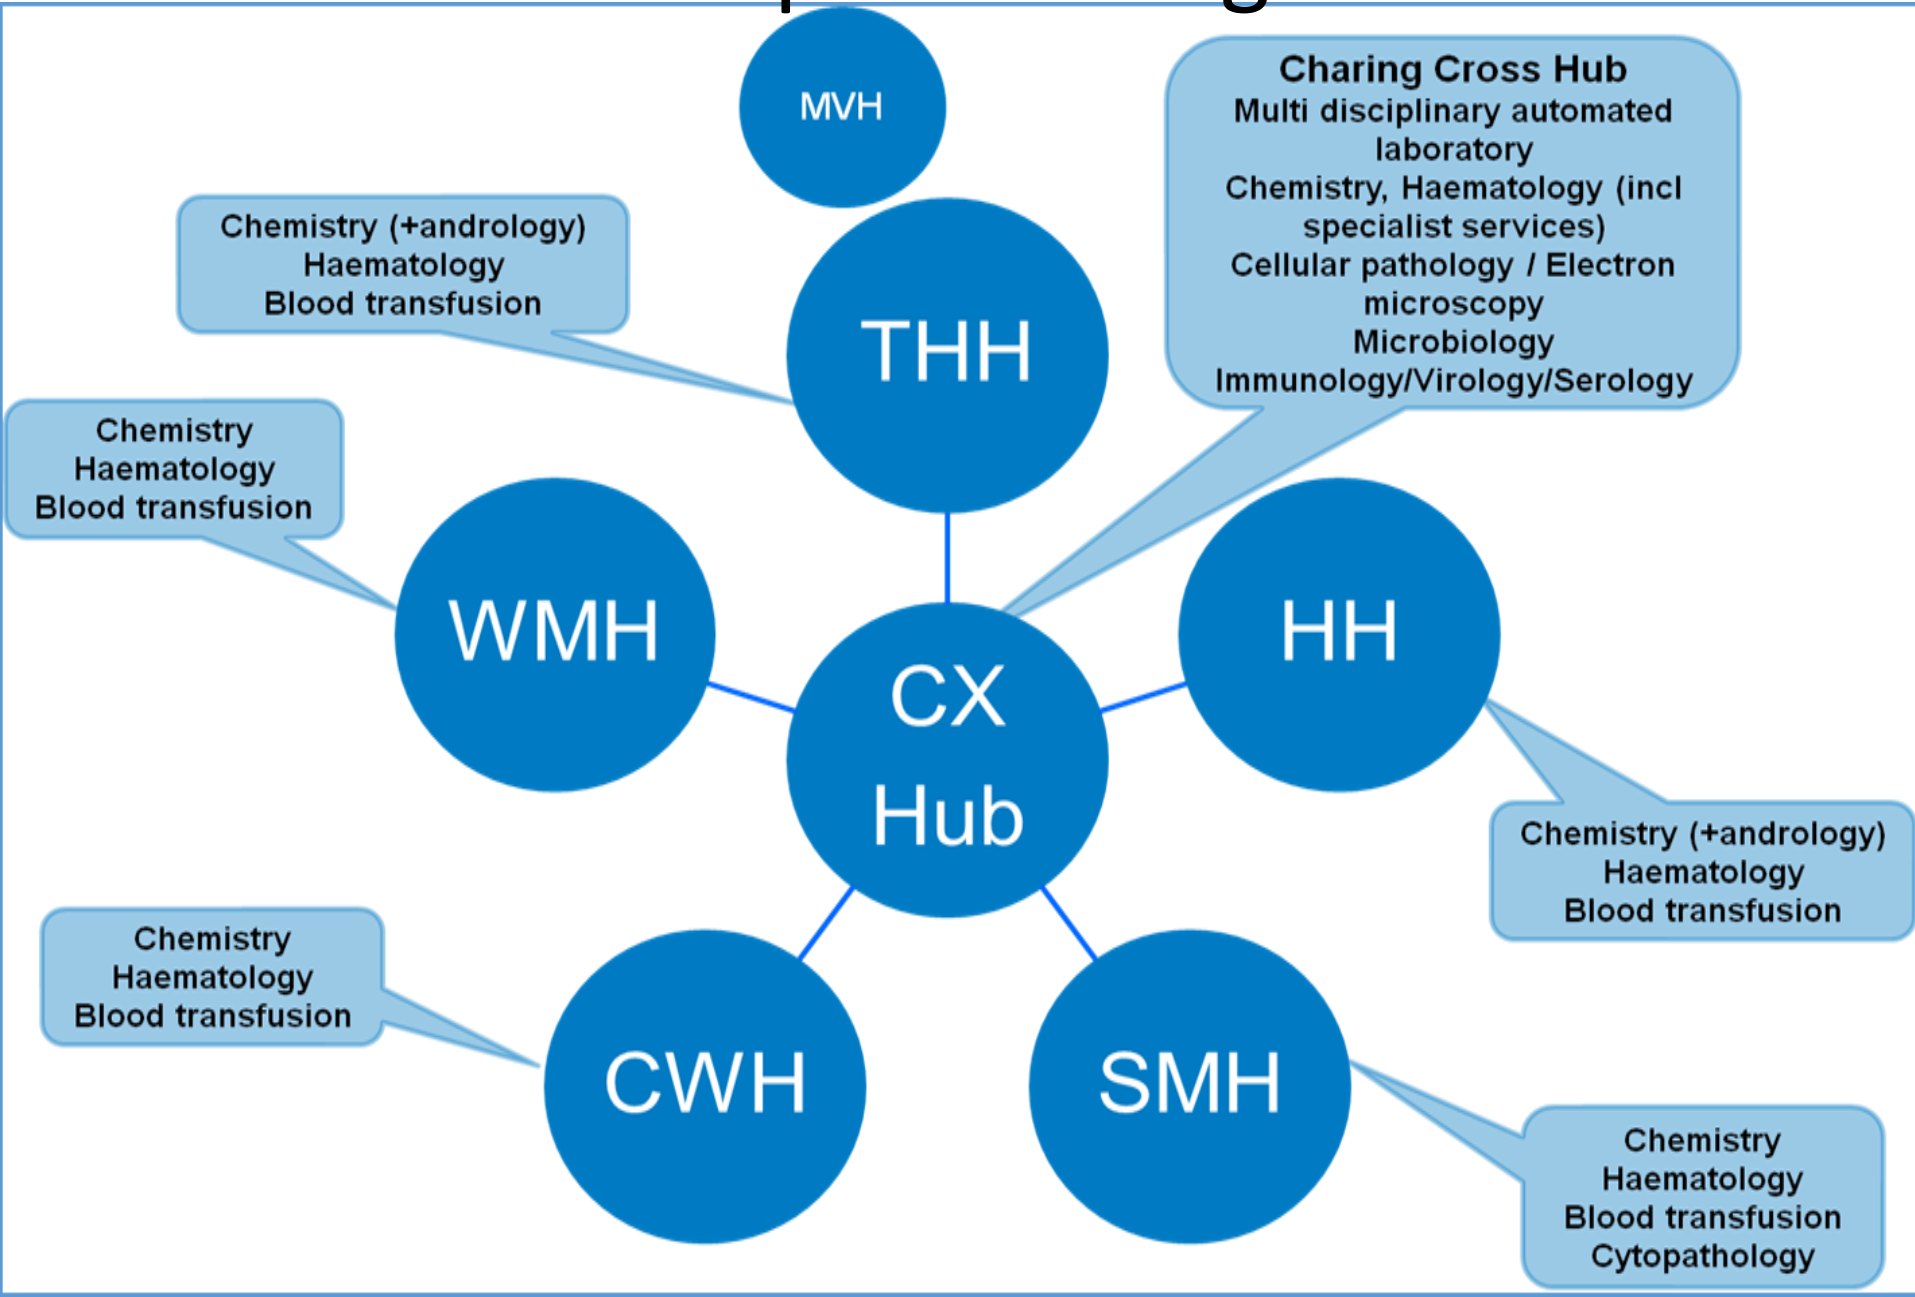 MVH
Charing Cross Hub
Multi disciplinary automated
laboratory
Chemistry, Haematology (incl
specialist services)
Cellular pathology / Electron
microscopy
Microbiology
Immunology/Virology/Serology
Chemistry (+andrology)
Haematology
Blood transfusion
THH
Chemistry
Haematology
Blood transfusion
WMH
HH
CX
Hub
Chemistry (+andrology)
Haematology
Blood transfusion
Chemistry
Haematology
Blood transfusion
CWH
SMH
Chemistry
Haematology
Blood transfusion
Cytopathology